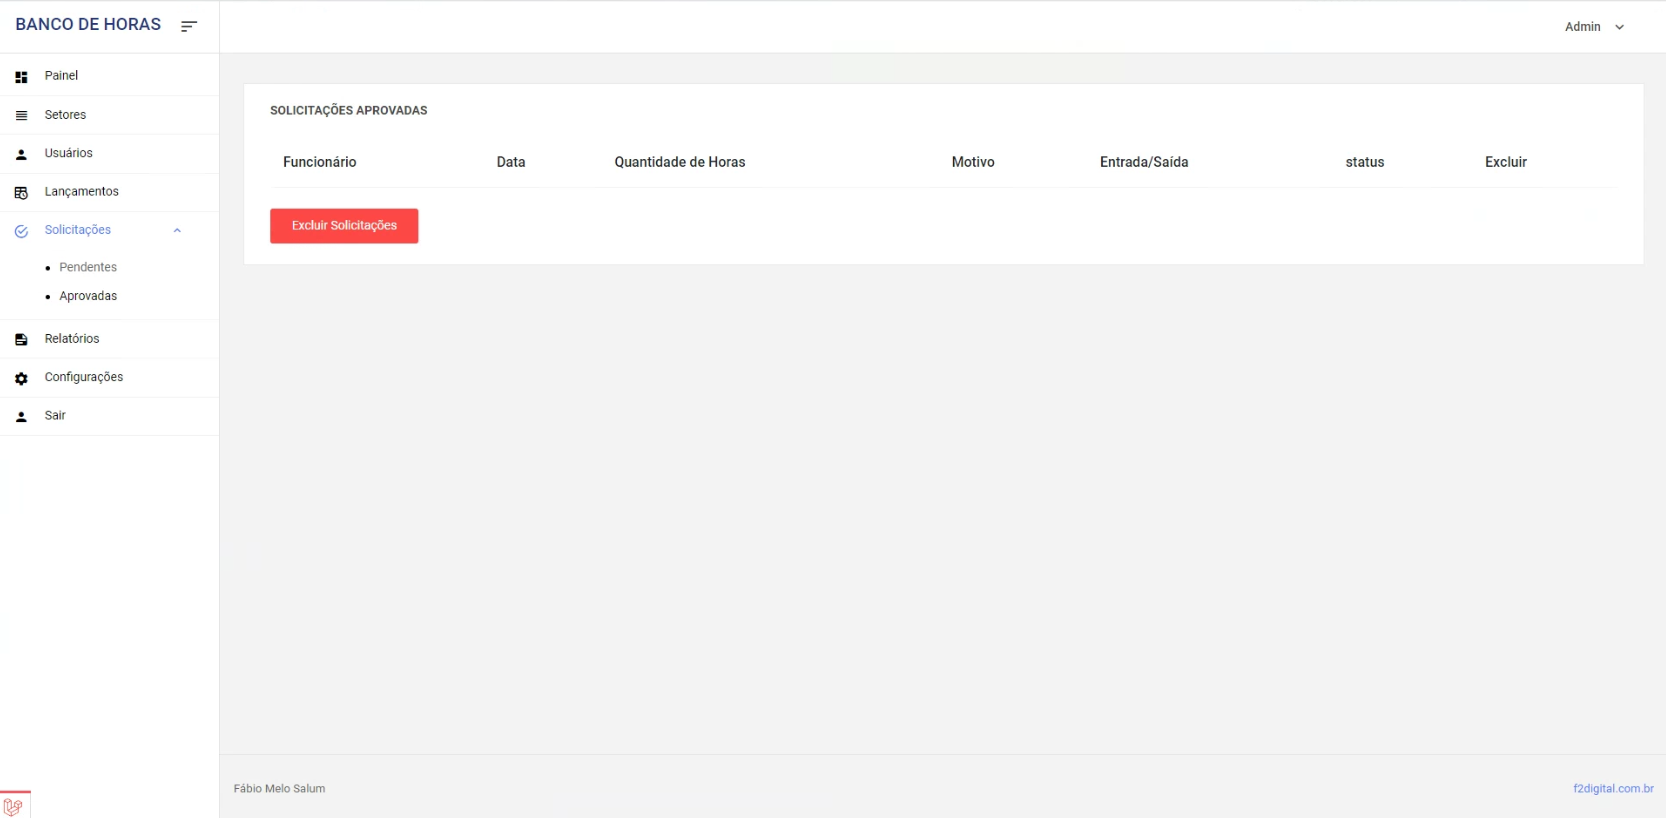 BANCO DE HORAS
Admin
Painel
Setores
Usuários
Lançamentos
Solicitações
Pendentes
Aprovadas
Relatórios
Configurações
Sair
SOLICITAÇÕES APROVADAS
Funcionário Data Quantidade de Horas Motivo Entrada/Saída status Excluir
Excluir Solicitações
Fábio Melo Salum
f2digital.com.br